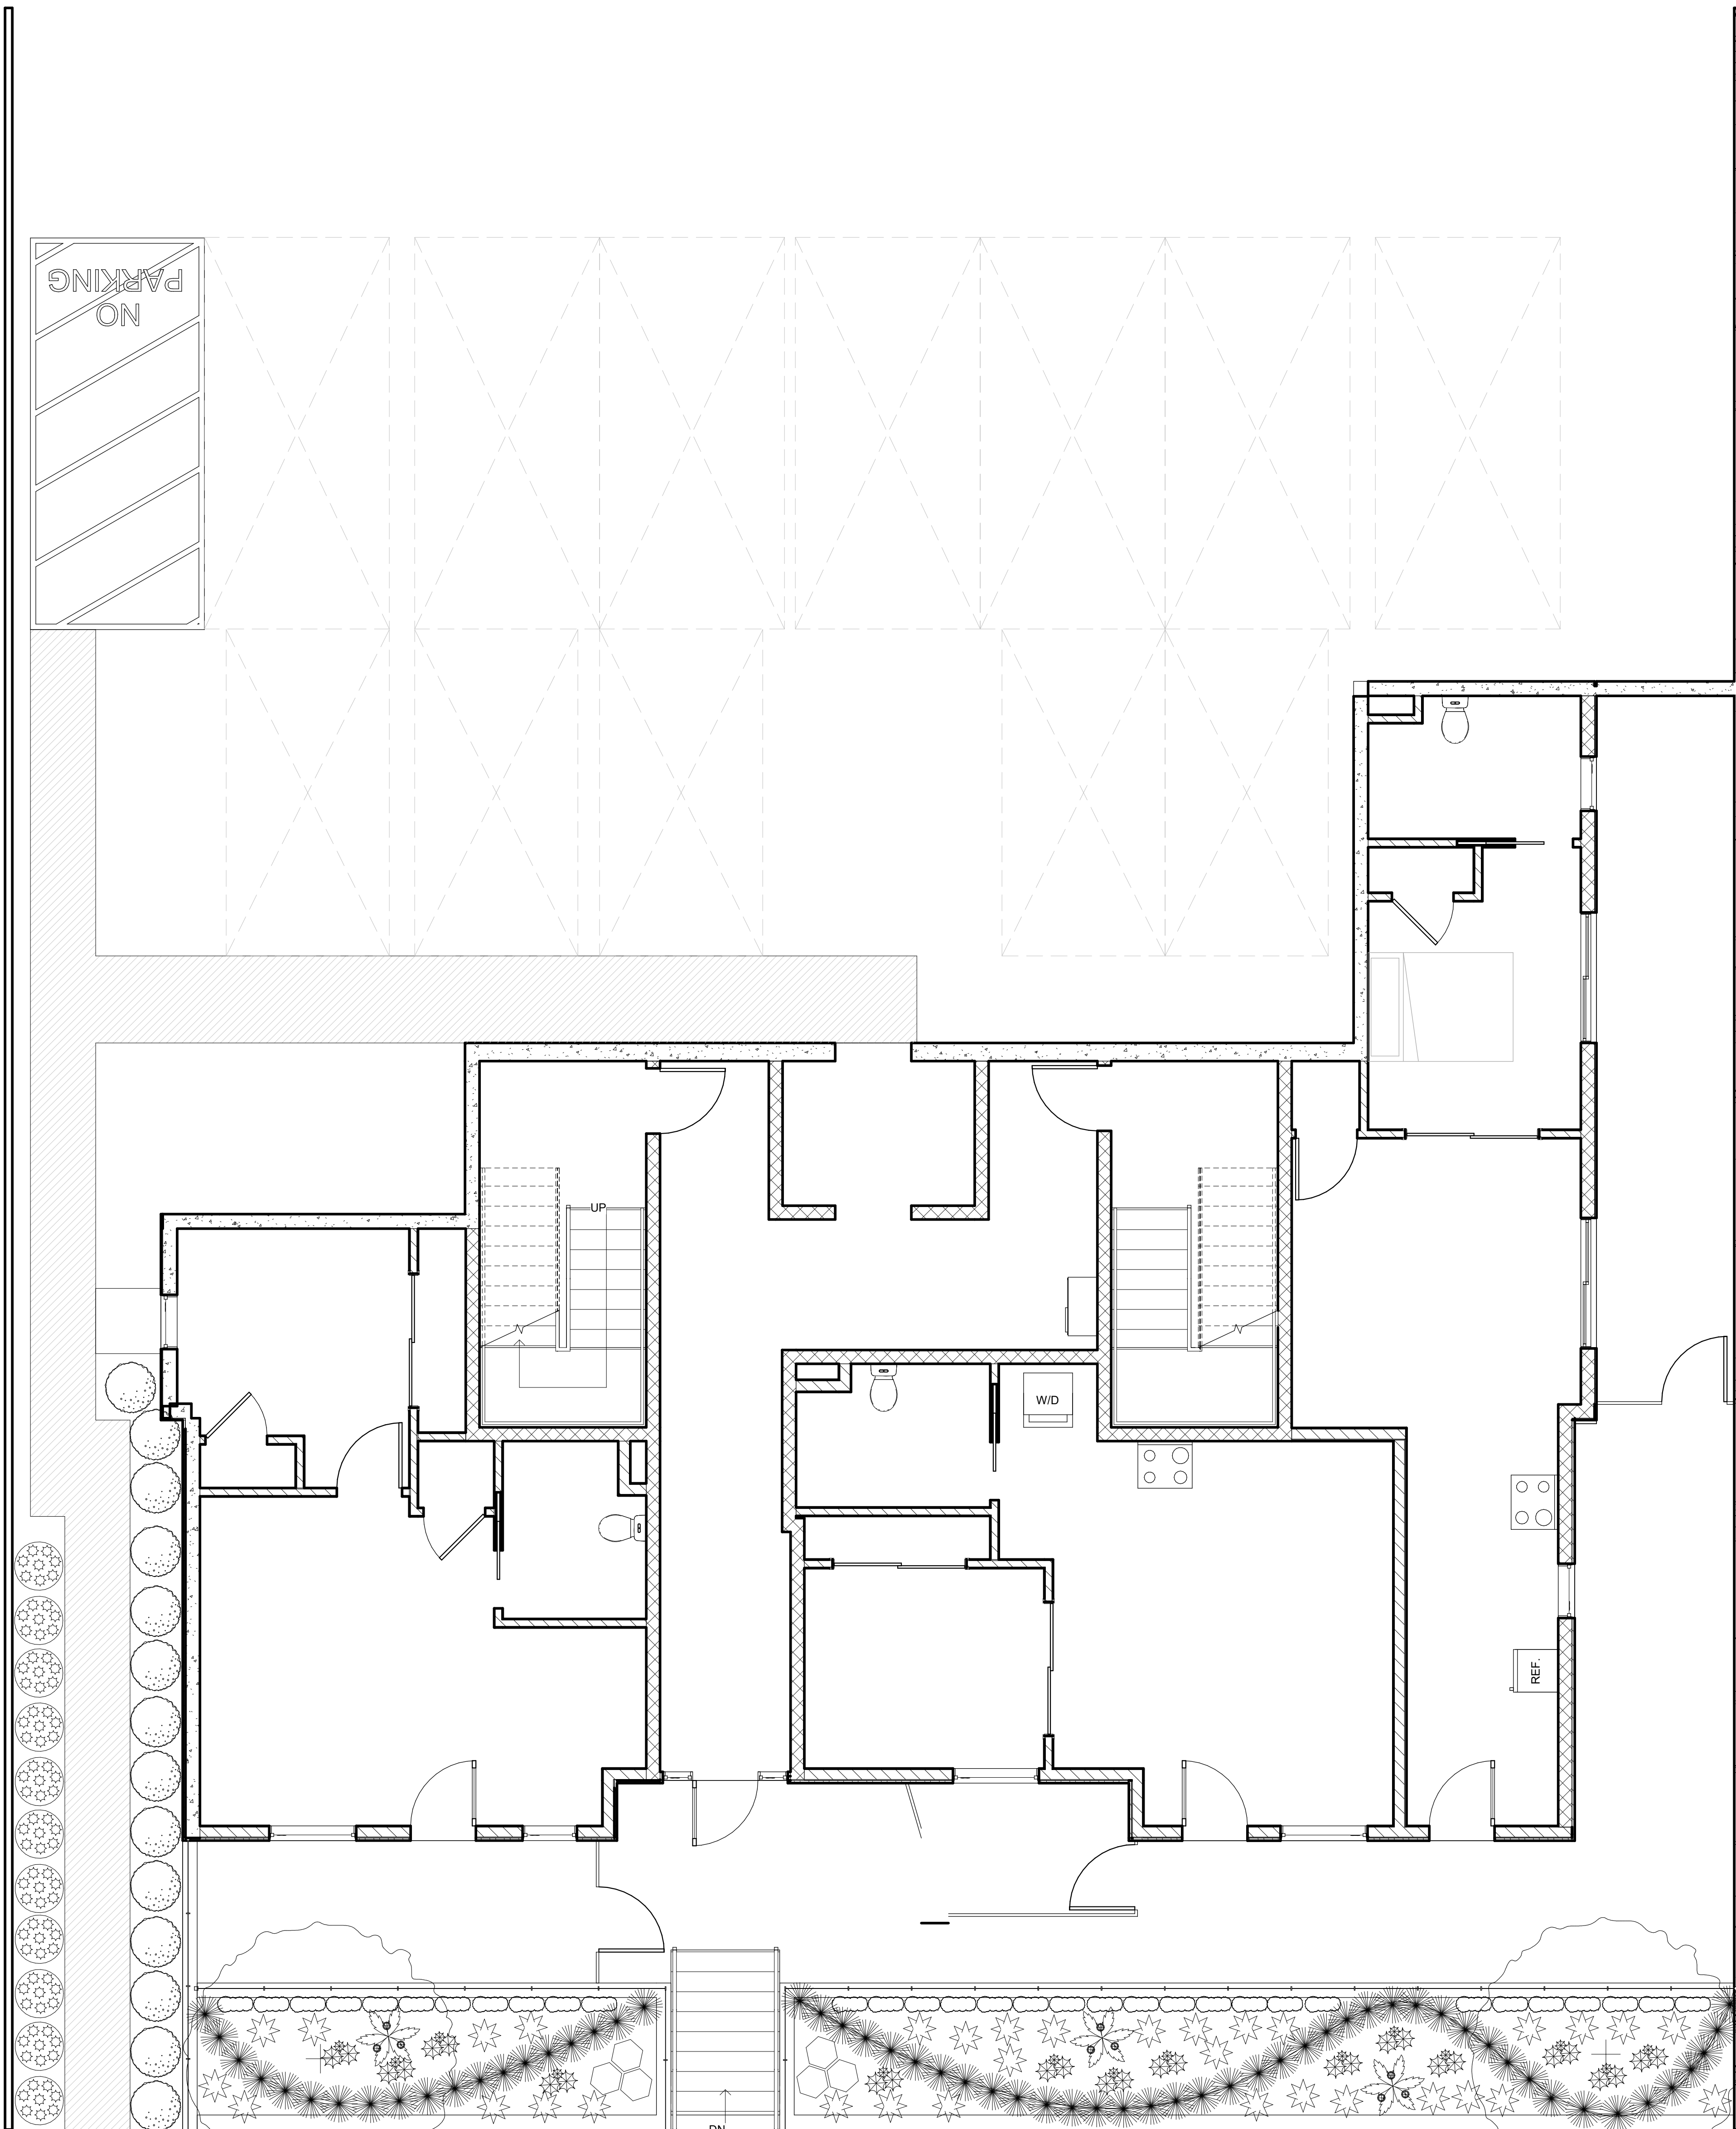 NO
PARKING
UP
W/D
REF.
DN